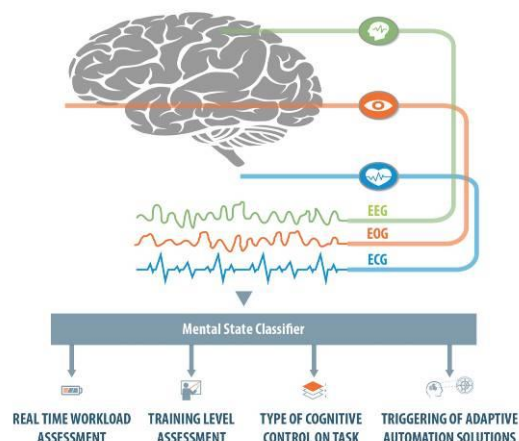 EEG
EOG
ECG
Mental State Classifier
REAL TIME WORKLOAD
ASSESSMENT
TRAINING LEVEL
ASSESSMENT
TYPE OF COGNITIVE
CONTROL ON TASK
TRIGGERING OF ADAPTIVE
AUTOMATION SOLUTIONS